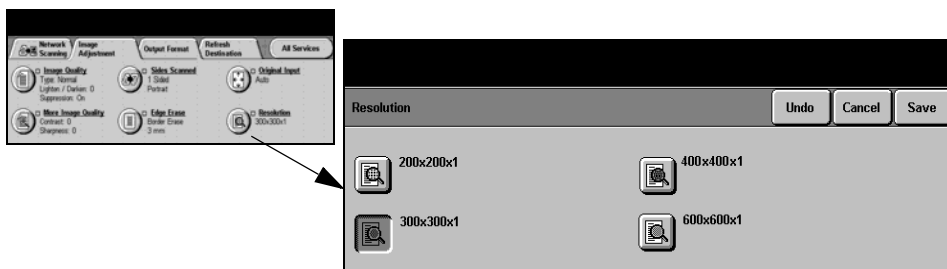 Network Scanning
Image Adjustment
Output Format
Refresh Destination
All Services
Image Quality
Type: Normal
Lighten / Darken: 0
Suppression: On
Sides Scanned
1 Sided
Portrait
Original Input
Auto
More Image Quality
Contrast: 0
Sharpness: 0
Edge Erase
Border Erase
3 mm
Resolution
300x300x1
Resolution
Undo
Cancel
Save
200x200x1
400x400x1
300x300x1
600x600x1